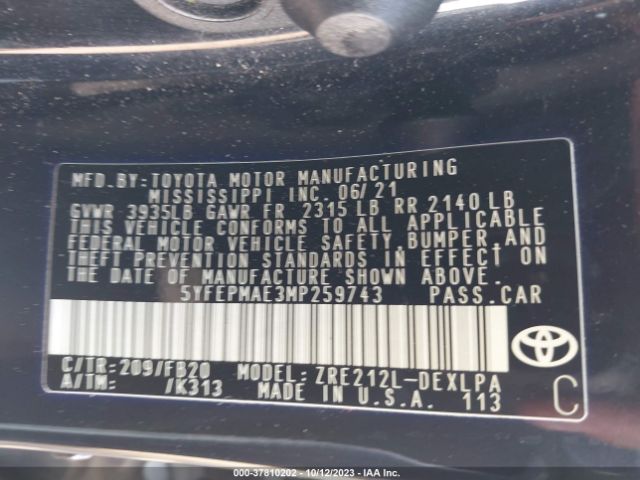 MFD.BY:TOYOTA MOTOR MANUFACTURING
MISSISSIPPI INC. 06/21
GVWR 3935LB GAWR FR 2315 LB RR 2140 LB
THIS VEHICLE CONFORMS TO ALL APPLICABLE
FEDERAL MOTOR VEHICLE SAFETY,BUMPER,AND
THEFT PREVENTION STANDARDS IN EFFECT ON
THE DATE OF MANUFACTURE SHOWN ABOVE.
5YFEPMAE3MP259743 PASS.CAR
C/TR:209/FB20 MODEL:ZRE212L-DEXLPA
A/TM: /K313 MADE IN U.S.A. 113
C
000-37810202 - 10/12/2023 - IAA Inc.